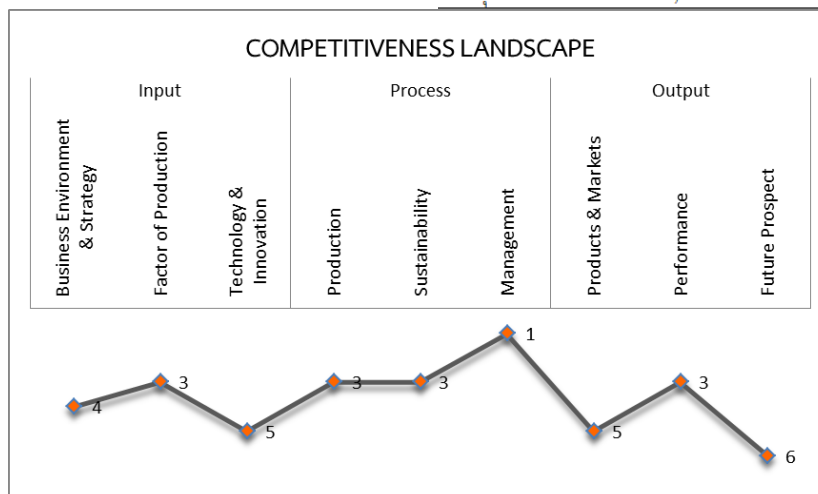 COMPETITIVENESS LANDSCAPE
Input
Process
Output
Business Environment
& Strategy
Factor of Production
Technology &
Innovation
Production
Sustainability
Management
Products & Markets
Performance
Future Prospect
4
3
5
3
3
1
5
3
6